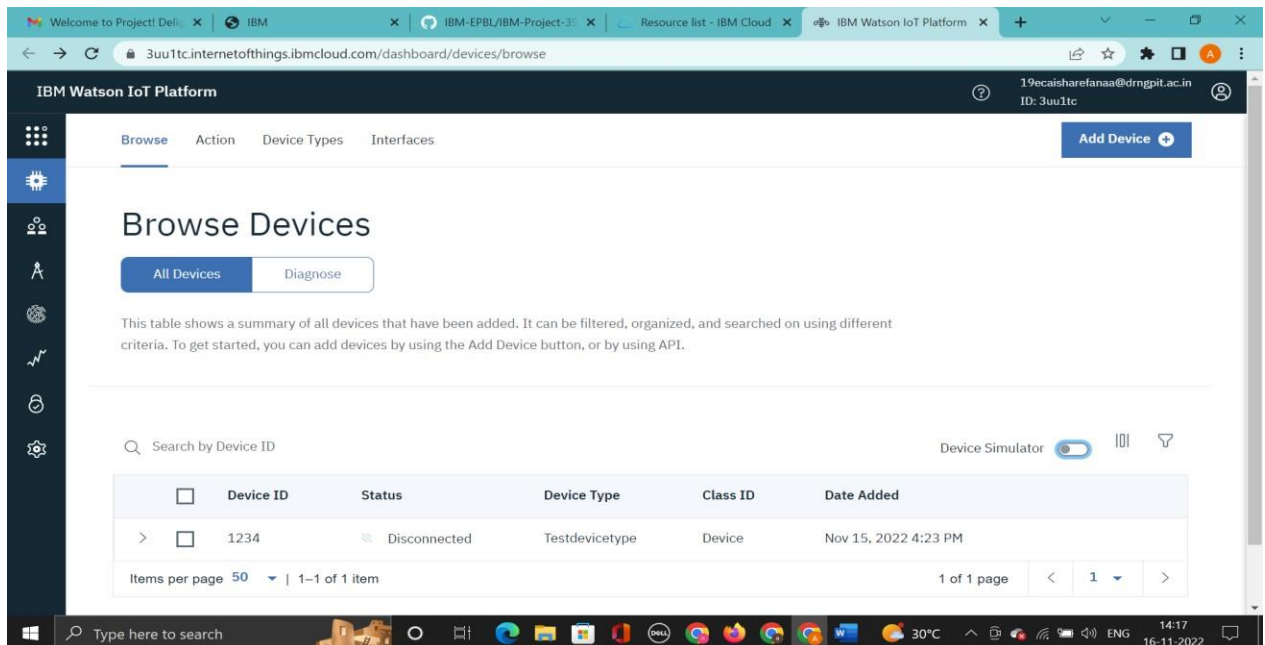 Welcome to Project! Delig
IBM
IBM-EPBL/IBM-Project-39
Resource list - IBM Cloud
IBM Watson IoT Platform
3uu1tc.internetofthings.ibmcloud.com/dashboard/devices/browse
A
IBM Watson IoT Platform
19ecaisharefanaa@drngpit.ac.in
ID: 3uu1tc
Browse Action Device Types Interfaces
Add Device
Browse Devices
All Devices Diagnose
This table shows a summary of all devices that have been added. It can be filtered, organized, and searched on using different
criteria. To get started, you can add devices by using the Add Device button, or by using API.
Search by Device ID
Device Simulator
Device ID Status Device Type Class ID Date Added
1234 Disconnected Testdevicetype Device Nov 15, 2022 4:23 PM
Items per page 50 | 1–1 of 1 item
1 of 1 page < 1 >
Type here to search
DELL
W
30°C
ENG
14:17
16-11-2022